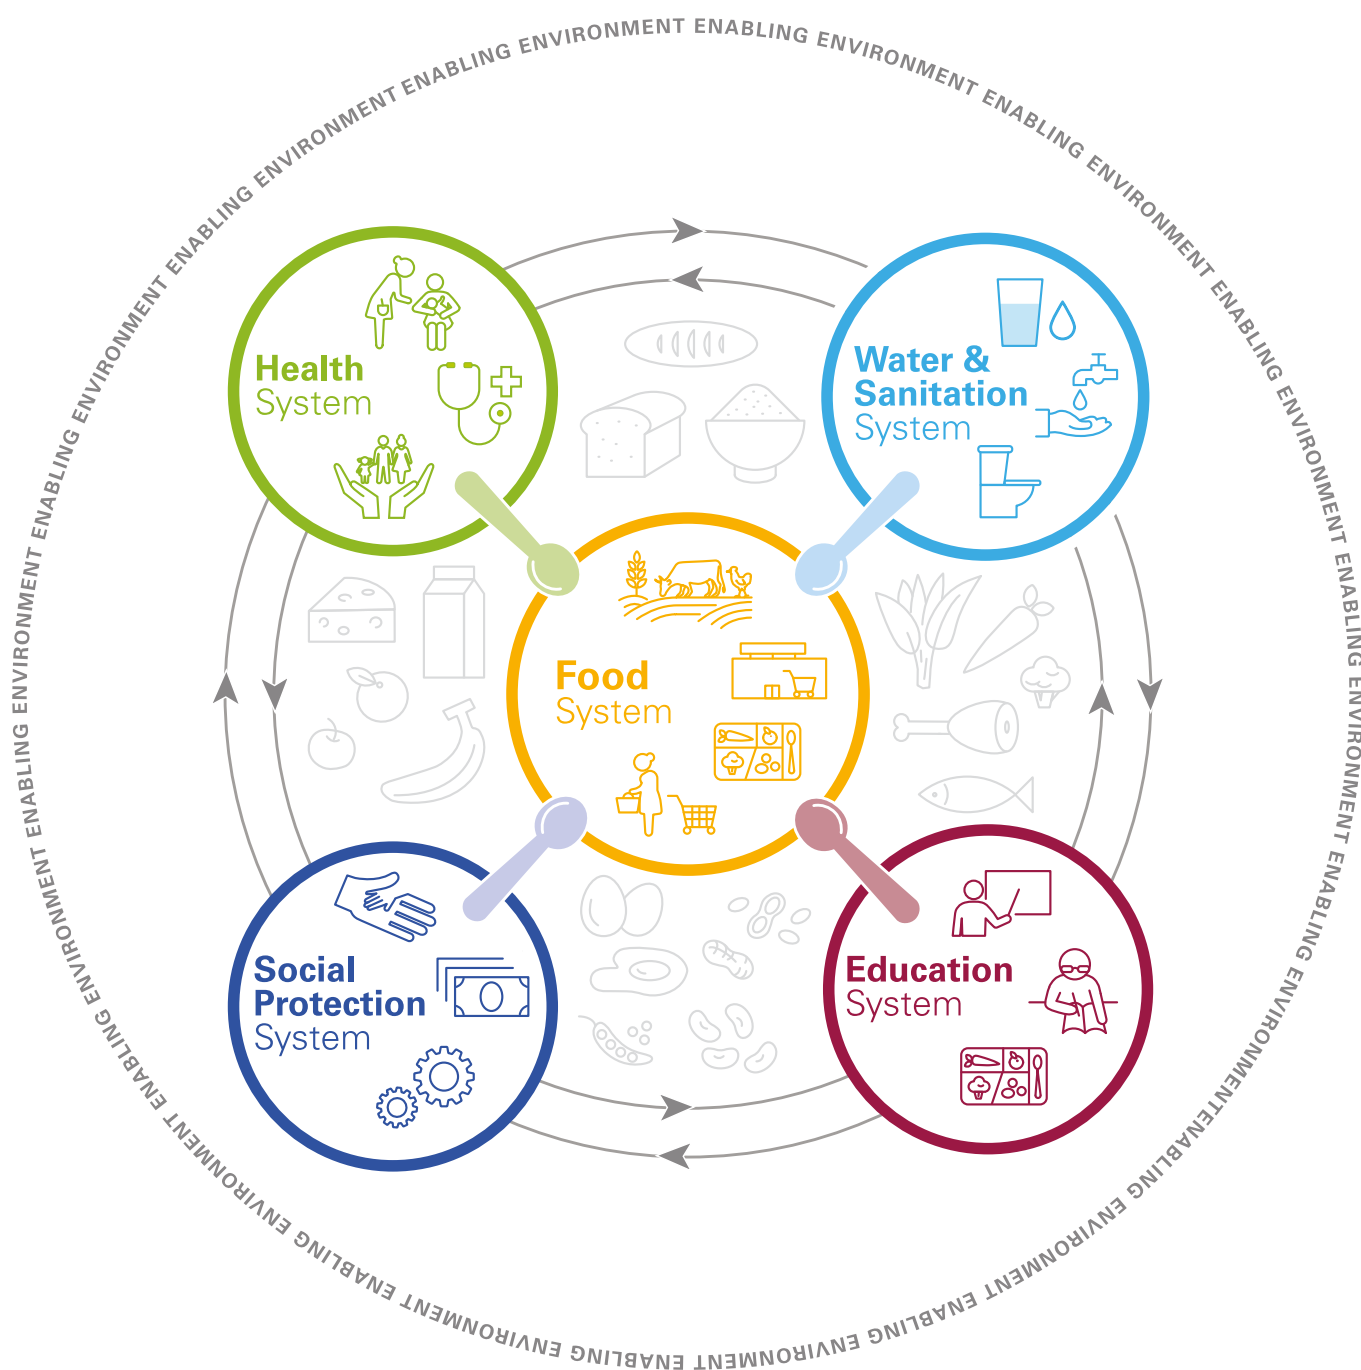 ENABLING ENVIRONMENT ENABLING ENVIRONMENT ENABLING ENVIRONMENT ENABLING ENVIRONMENT ENABLING ENVIRONMENTENABLING ENVIRONMENT ENABLING ENVIRONMENT ENABLING ENVIRONMENT ENABLING ENVIRONMENT ENABLING ENVIRONMENT ENABLING ENVIRONMENT ENABLING ENVIRONMENT ENABLING ENVIRONMENT ENABLING ENVIRONMENT
Health
System
Water &
Sanitation
System
Food
System
Social
Protection
System
Education
System